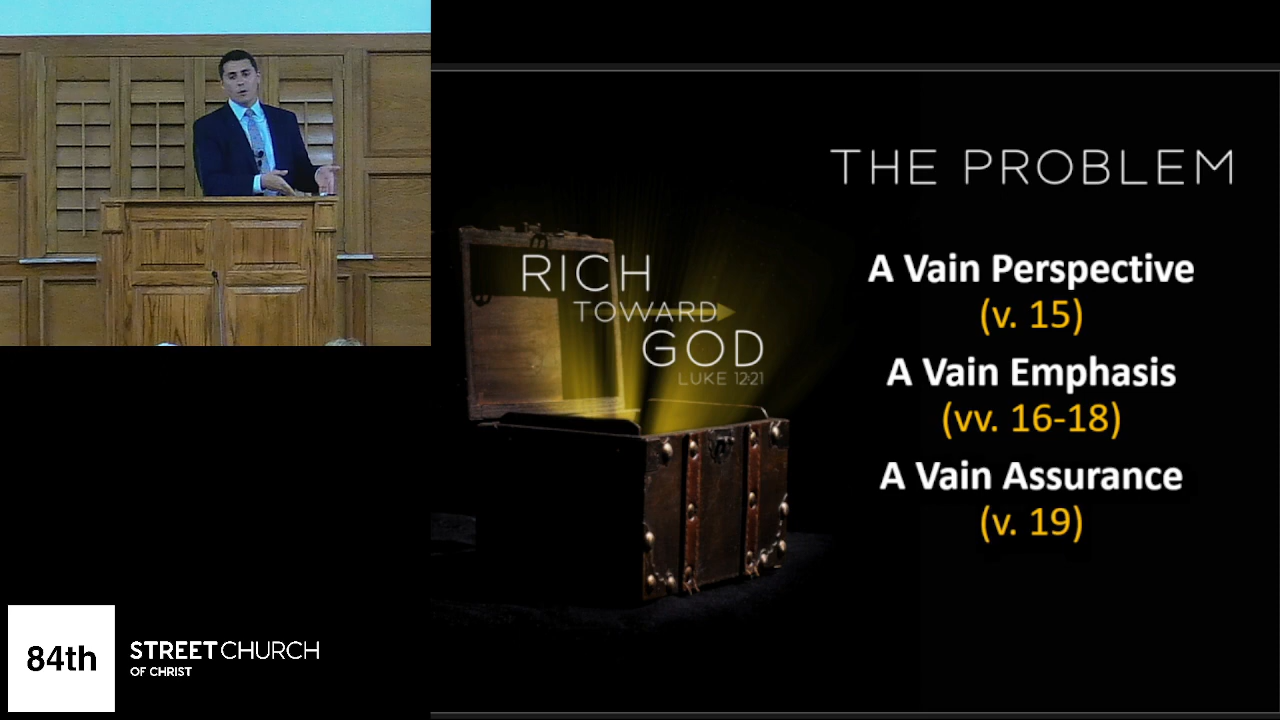 THE PROBLEM
RICH
TOWARD
GOD
LUKE 12:21
A Vain Perspective
(v. 15)
A Vain Emphasis
(vv. 16-18)
A Vain Assurance
(v. 19)
84th
STREET CHURCH
OF CHRIST